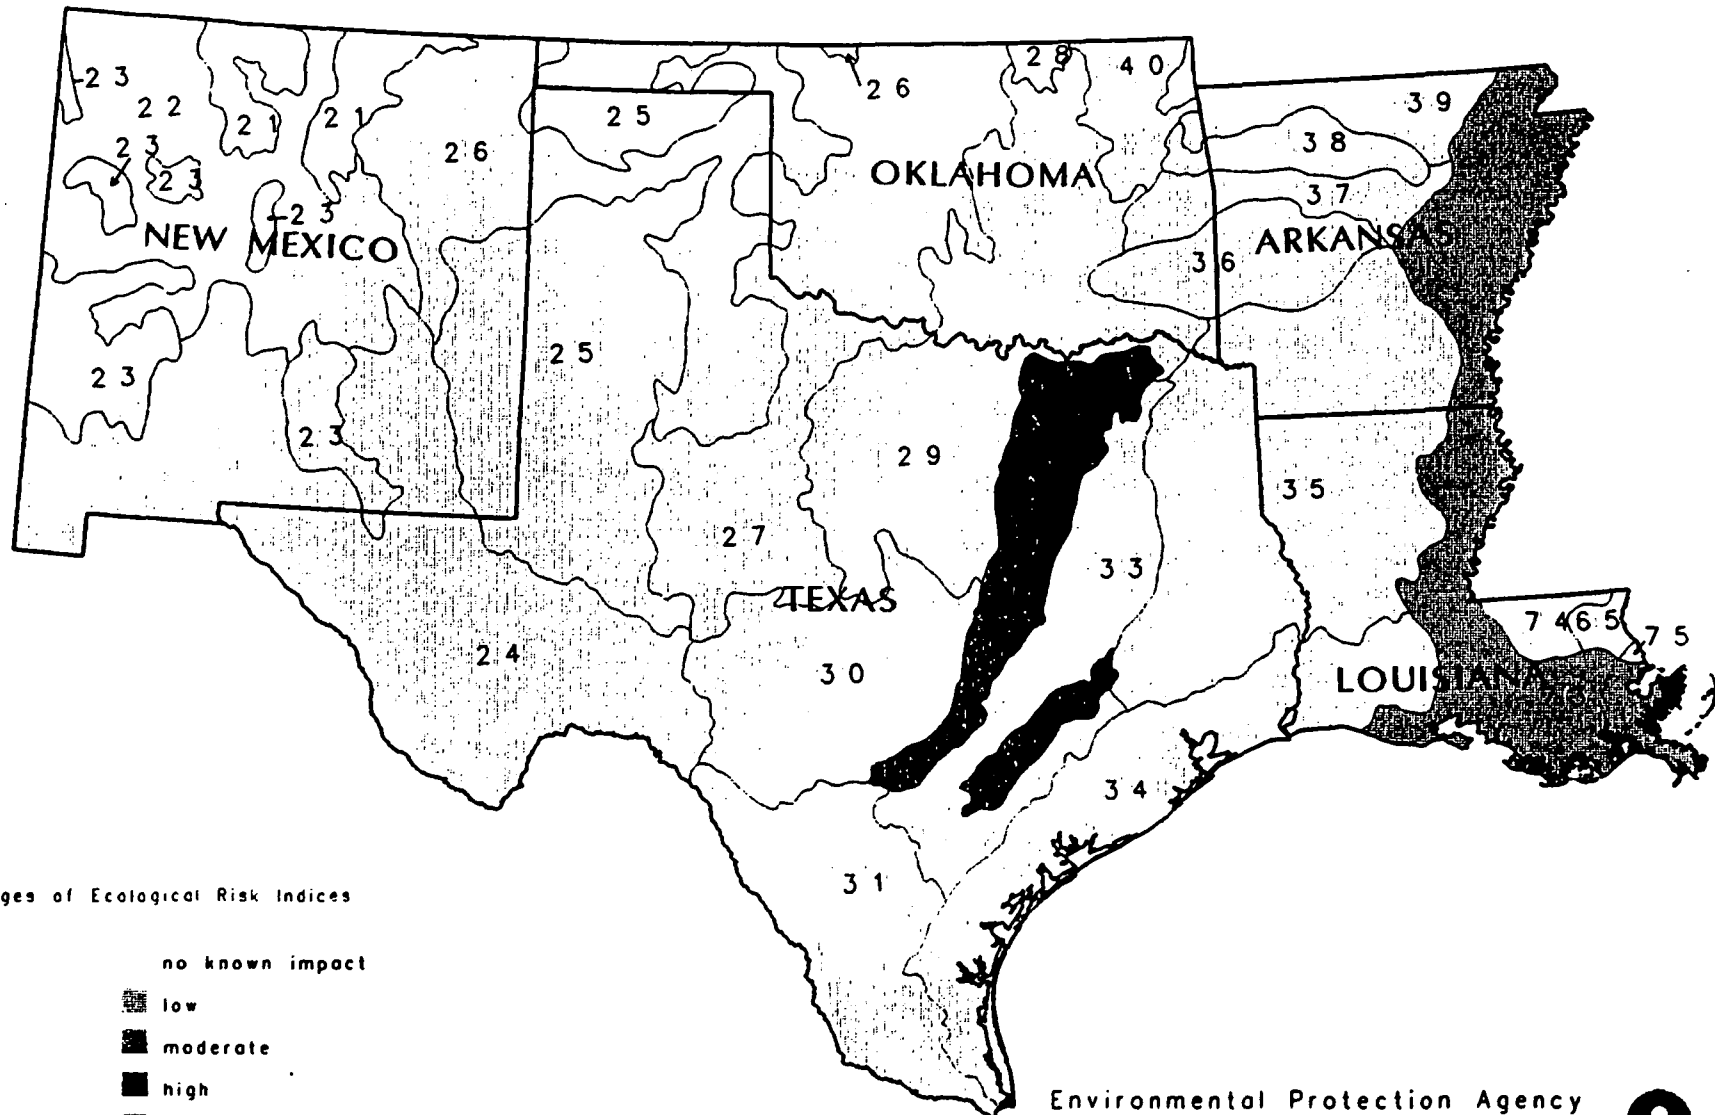 28
40
23
26
39
22
25
21
21
38
23
26
OKLAHOMA
23
37
23
NEW MEXICO
ARKANSAS
36
25
23
23
29
35
27
33
TEXAS
74
65
75
24
30
LOUISIANA
34
31
ges of Ecological Risk Indices
no known impact
low
moderate
high
Environmental Protection Agency